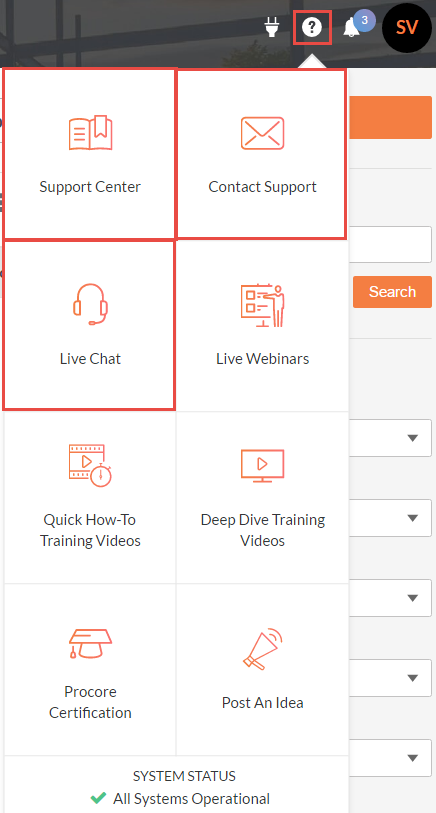 ?
3
SV
Support Center
Contact Support
Search
Live Chat
Live Webinars
Quick How-To
Training Videos
Deep Dive Training
Videos
Procore
Certification
Post An Idea
SYSTEM STATUS
All Systems Operational